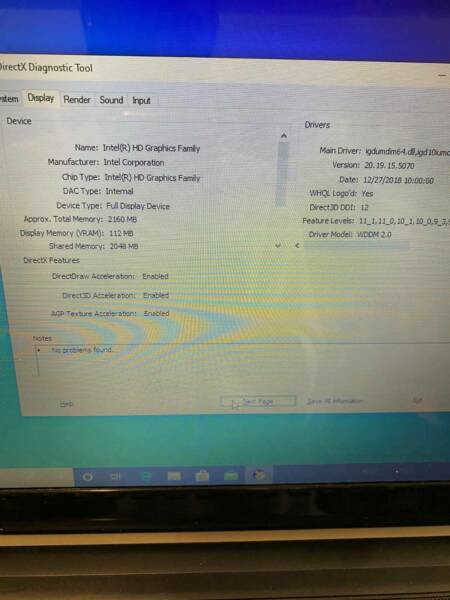 DirectX Diagnostic Tool
System Display Render Sound Input
Device
Name: Intel(R) HD Graphics Family
Manufacturer: Intel Corporation
Chip Type: Intel(R) HD Graphics Family
DAC Type: Internal
Device Type: Full Display Device
Approx. Total Memory: 2160 MB
Display Memory (VRAM): 112 MB
Shared Memory: 2048 MB
Drivers
Main Driver: igdumdim64.dll,igd10iumd
Version: 20.19.15.5070
Date: 12/27/2018 10:00:00
WHQL Logo'd: Yes
Direct3D DDI: 12
Feature Levels: 11_1,11_0,10_1,10_0,9_3,
Driver Model: WDDM 2.0
DirectX Features
DirectDraw Acceleration: Enabled
Direct3D Acceleration: Enabled
AGP Texture Acceleration: Enabled
Notes
• No problems found.
Help Next Page Save All Information Exit